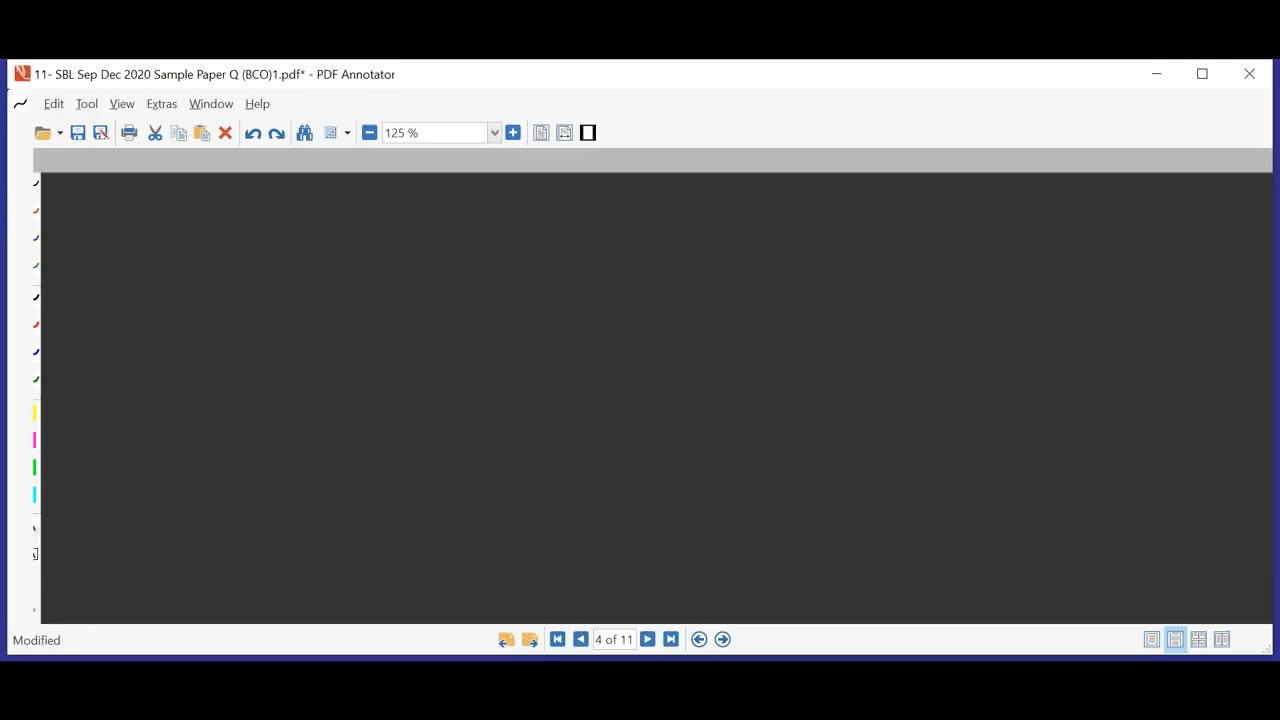 11- SBL Sep Dec 2020 Sample Paper Q (BCO)1.pdf* - PDF Annotator
Edit Tool View Extras Window Help
125 %
Modified
4 of 11